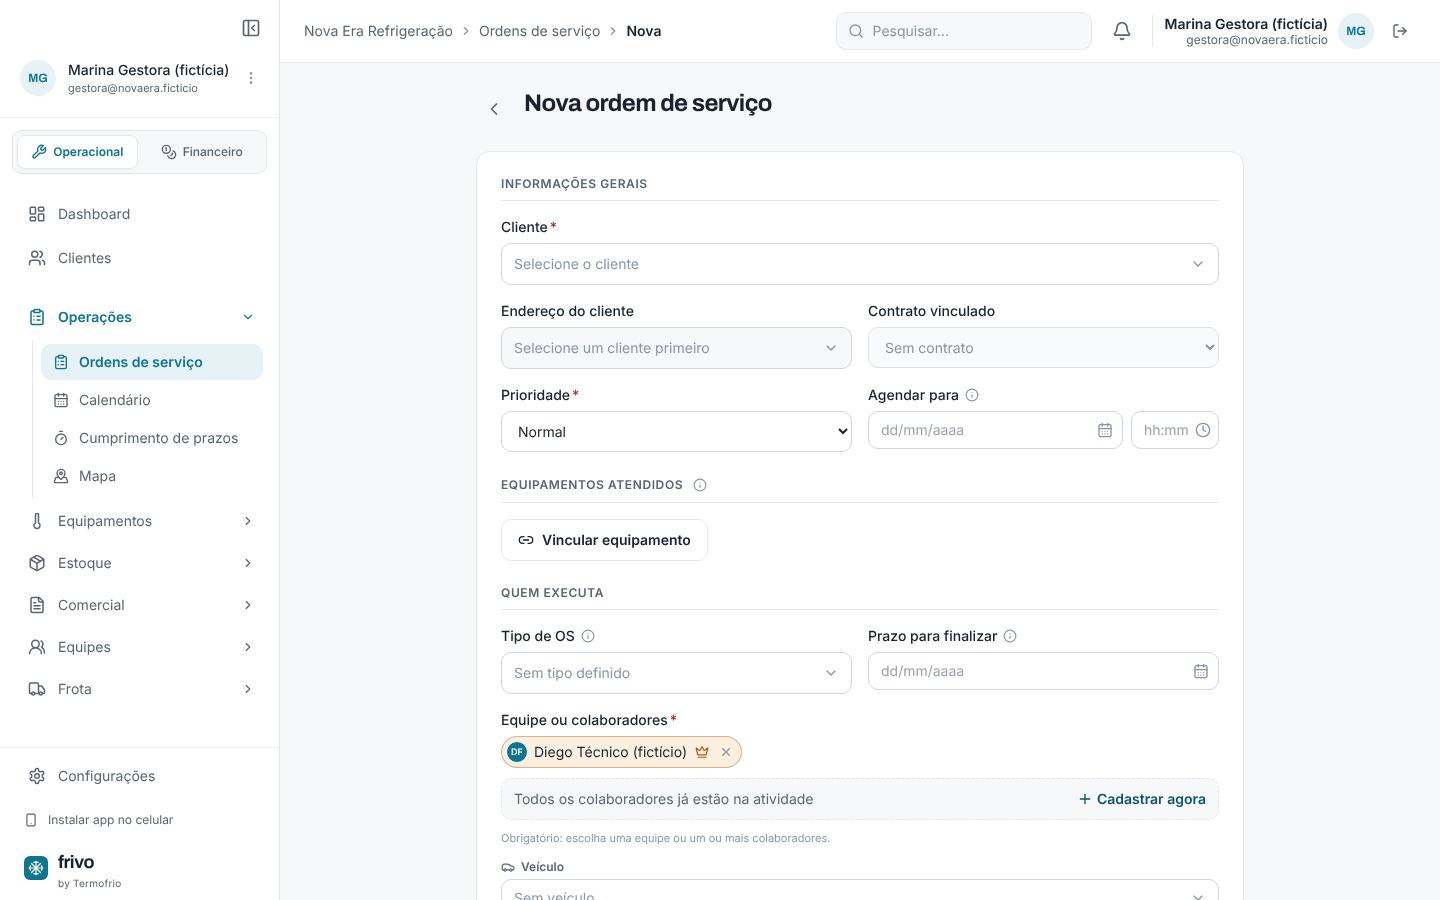 MG
Marina Gestora (fictícia)
gestora@novaera.ficticio
Operacional
Financeiro
Dashboard
Clientes
Operações
Ordens de serviço
Calendário
Cumprimento de prazos
Mapa
Equipamentos
Estoque
Comercial
Equipes
Frota
Configurações
Instalar app no celular
frivo
by Termofrio
Nova Era Refrigeração > Ordens de serviço > Nova
Pesquisar...
Marina Gestora (fictícia)
gestora@novaera.ficticio
MG
Nova ordem de serviço
INFORMAÇÕES GERAIS
Cliente*
Selecione o cliente
Endereço do cliente
Contrato vinculado
Selecione um cliente primeiro
Sem contrato
Prioridade*
Agendar para
Normal
dd/mm/aaaa
hh:mm
EQUIPAMENTOS ATENDIDOS
Vincular equipamento
QUEM EXECUTA
Tipo de OS
Prazo para finalizar
Sem tipo definido
dd/mm/aaaa
Equipe ou colaboradores*
DF Diego Técnico (fictício)
Todos os colaboradores já estão na atividade
+ Cadastrar agora
Obrigatório: escolha uma equipe ou um ou mais colaboradores.
Veículo
Sem veículo